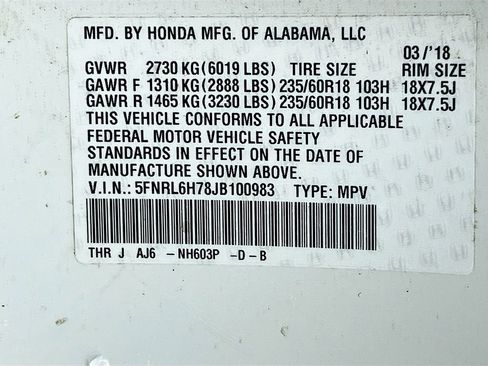 MFD. BY HONDA MFG. OF ALABAMA, LLC
03/'18
GVWR 2730 KG(6019 LBS) TIRE SIZE RIM SIZE
GAWR F 1310 KG(2888 LBS) 235/60R18 103H 18X7.5J
GAWR R 1465 KG(3230 LBS) 235/60R18 103H 18X7.5J
THIS VEHICLE CONFORMS TO ALL APPLICABLE
FEDERAL MOTOR VEHICLE SAFETY
STANDARDS IN EFFECT ON THE DATE OF
MANUFACTURE SHOWN ABOVE.
V.I.N.: 5FNRL6H78JB100983 TYPE: MPV
THR J AJ6 -NH603P -D-B